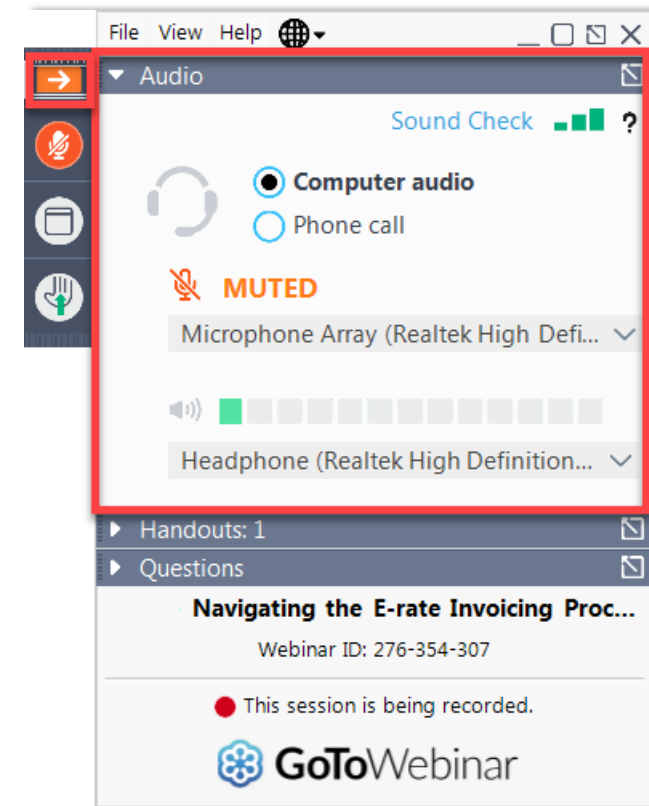 File View Help
Audio
Sound Check ?
Computer audio
Phone call
MUTED
Microphone Array (Realtek High Defi...
Headphone (Realtek High Definition...
Handouts: 1
Questions
Navigating the E-rate Invoicing Proc...
Webinar ID: 276-354-307
This session is being recorded.
GoToWebinar